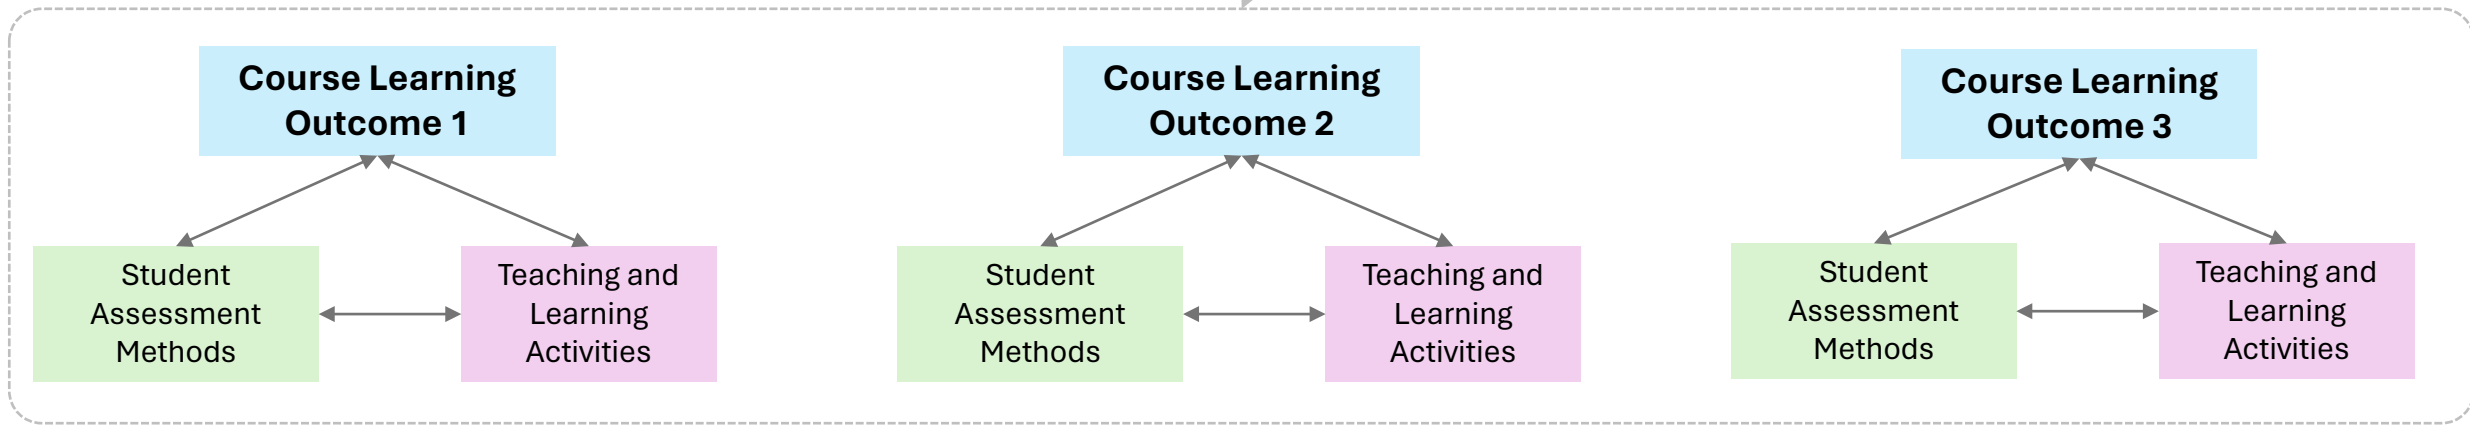 Course Learning
Outcome 1
Student
Assessment
Methods
Teaching and
Learning
Activities
Course Learning
Outcome 2
Student
Assessment
Methods
Teaching and
Learning
Activities
Course Learning
Outcome 3
Student
Assessment
Methods
Teaching and
Learning
Activities